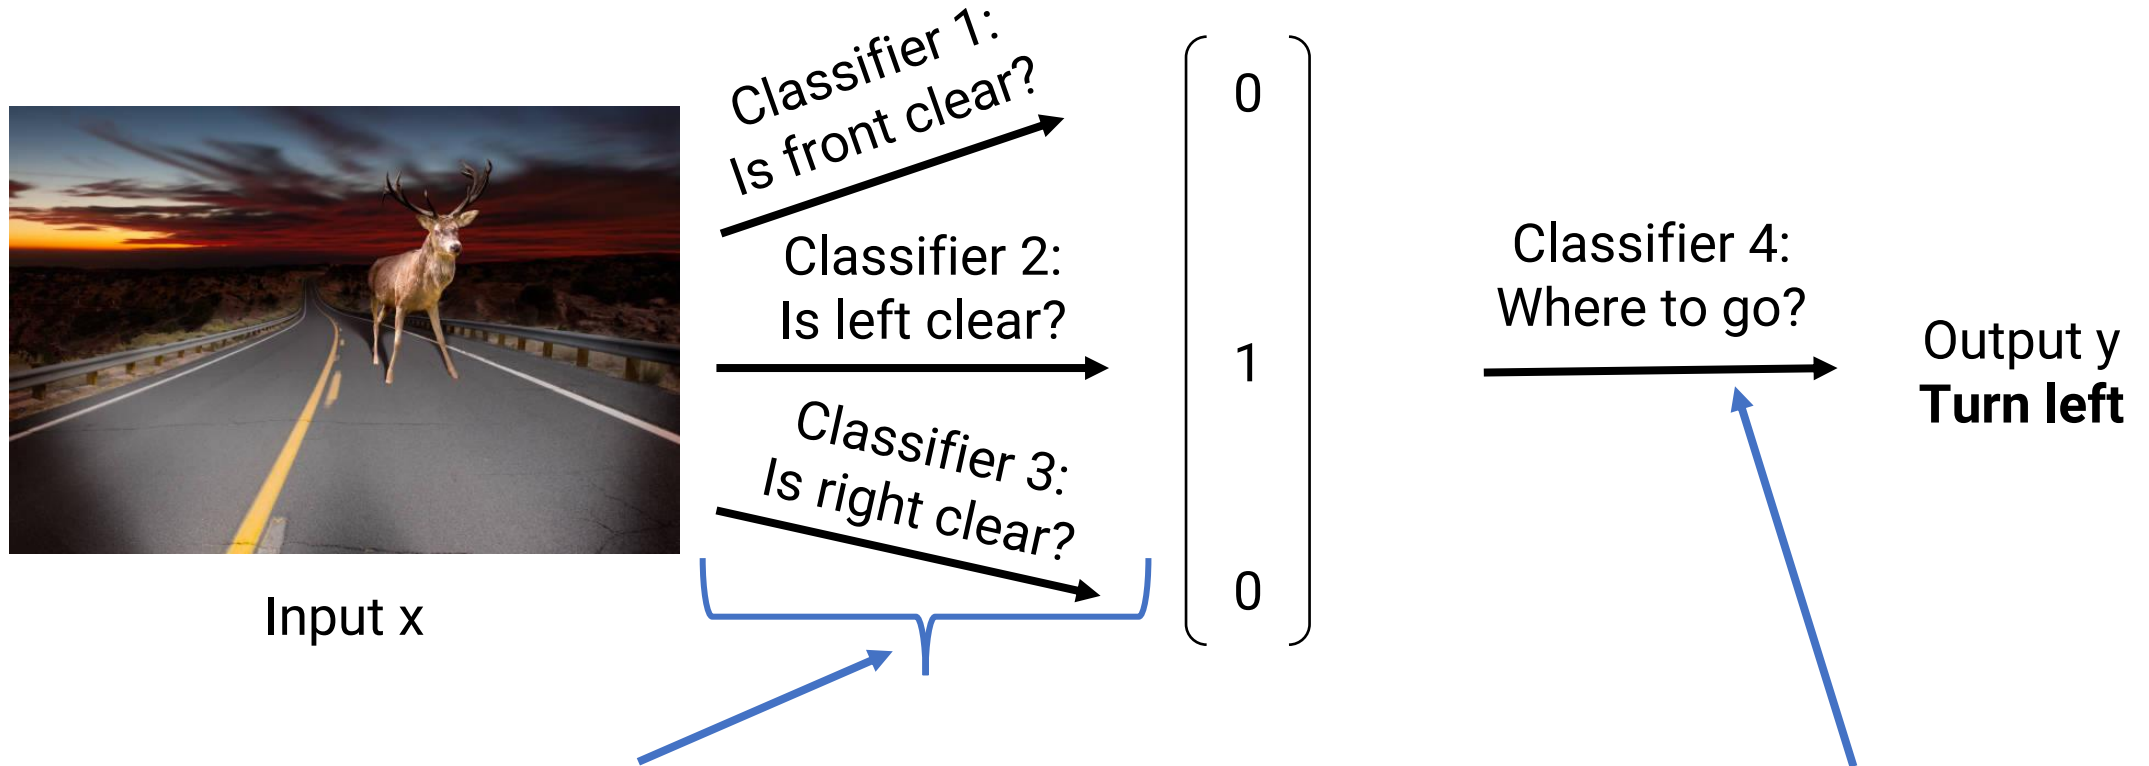 Classifier 1:
Is front clear?
Classifier 2:
Is left clear?
Classifier 3:
Is right clear?
0
1
0
Classifier 4:
Where to go?
Output y
Turn left
Input x